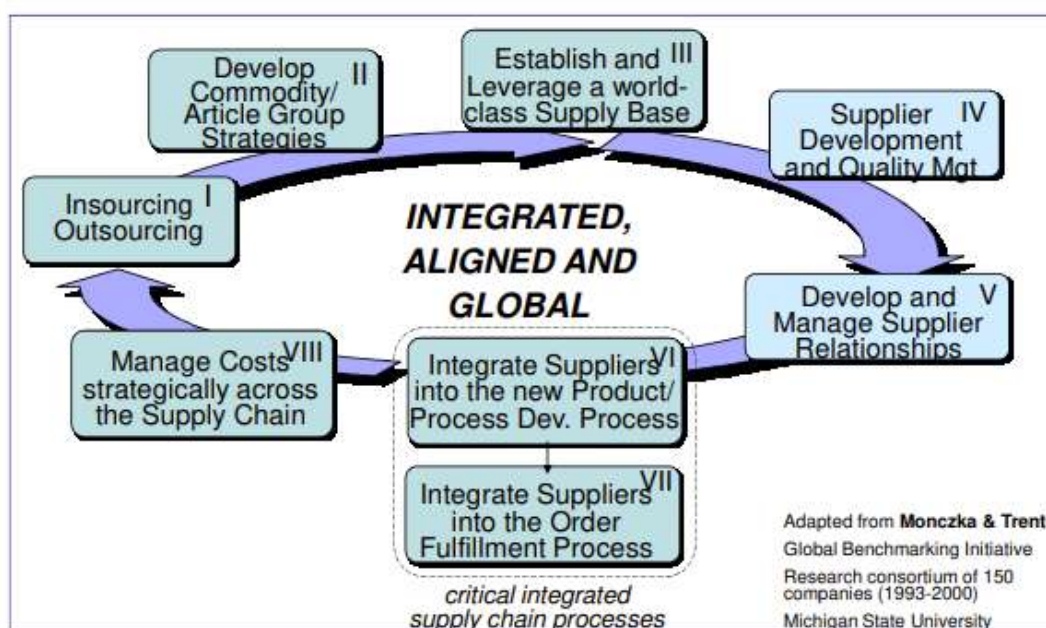 Develop II
Commodity/
Article Group
Strategies
Establish and III
Leverage a world-
class Supply Base
Supplier IV
Development
and Quality Mgt
Insourcing I
Outsourcing
INTEGRATED,
ALIGNED AND
GLOBAL
Develop and V
Manage Supplier
Relationships
Manage Costs VIII
strategically across
the Supply Chain
Integrate Suppliers VI
into the new Product/
Process Dev. Process
Integrate Suppliers VII
into the Order
Fulfillment Process
critical integrated
supply chain processes
Adapted from Monczka & Trent
Global Benchmarking Initiative
Research consortium of 150
companies (1993-2000)
Michigan State University